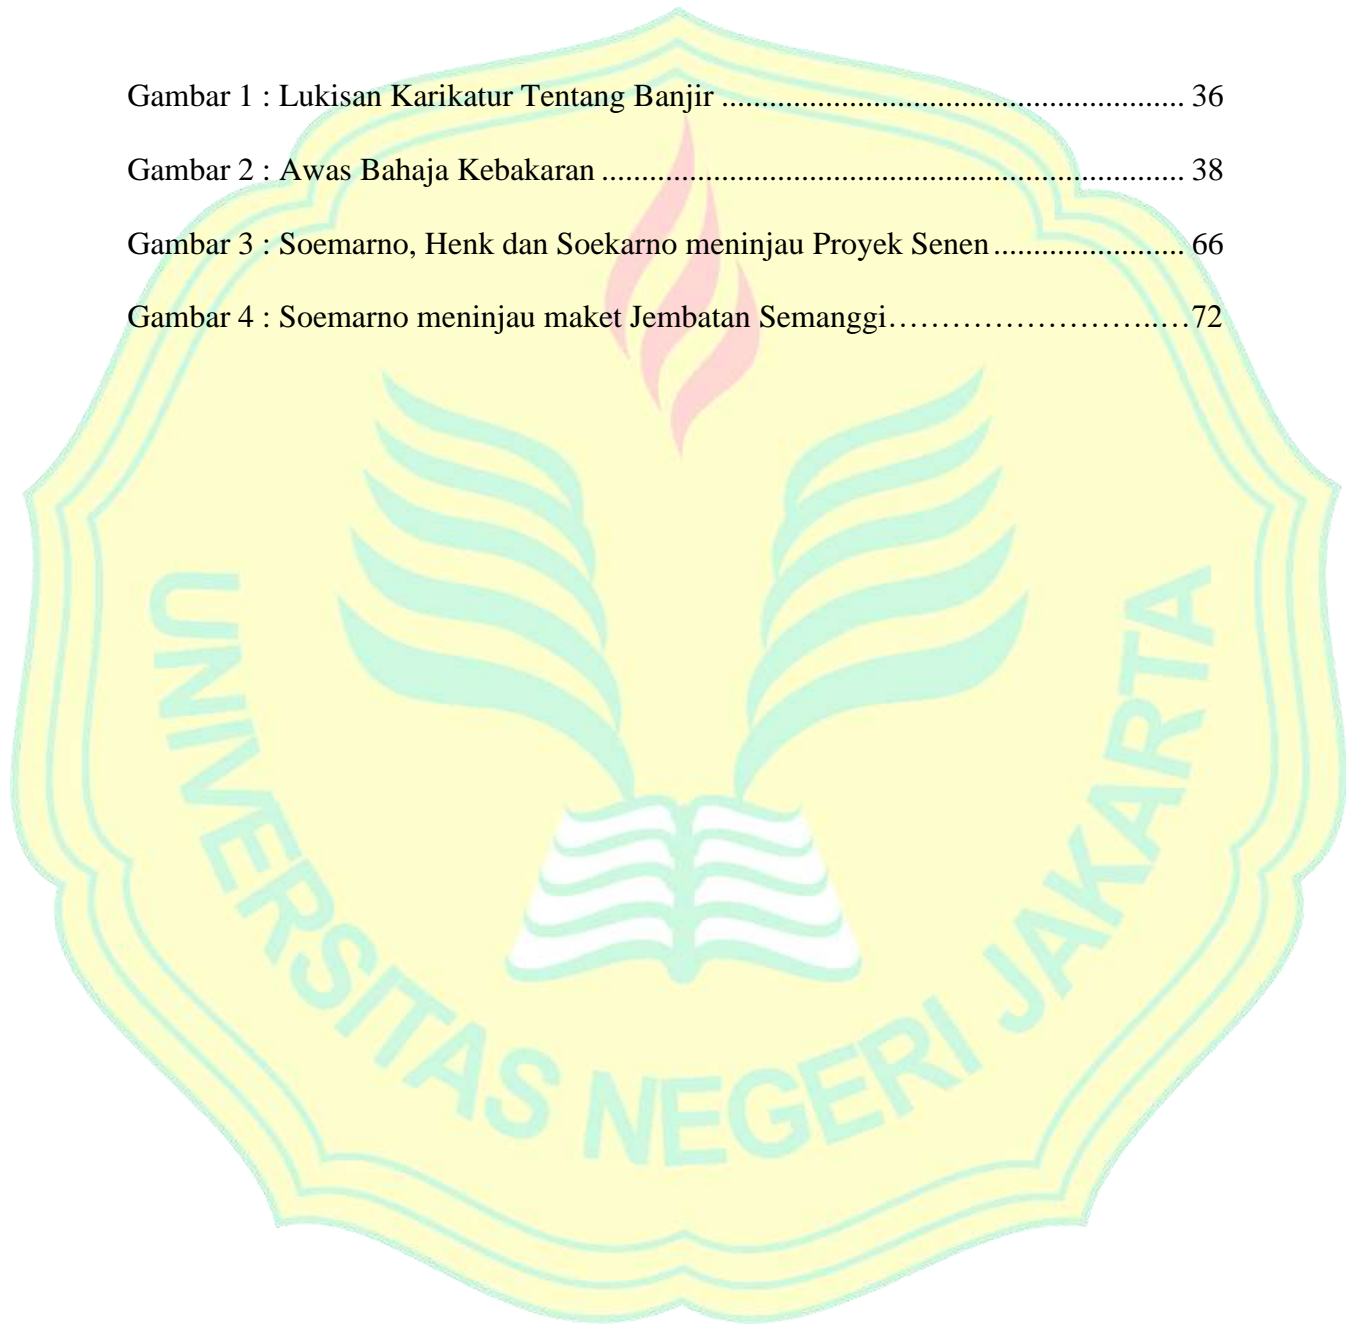 Gambar 1 : Lukisan Karikatur Tentang Banjir .......................................................... 36
Gambar 2 : Awas Bahaja Kebakaran ......................................................................... 38
Gambar 3 : Soemarno, Henk dan Soekarno meninjau Proyek Senen ........................ 66
Gambar 4 : Soemarno meninjau maket Jembatan Semanggi……………………..…72
UNIVERSITAS NEGERI JAKARTA